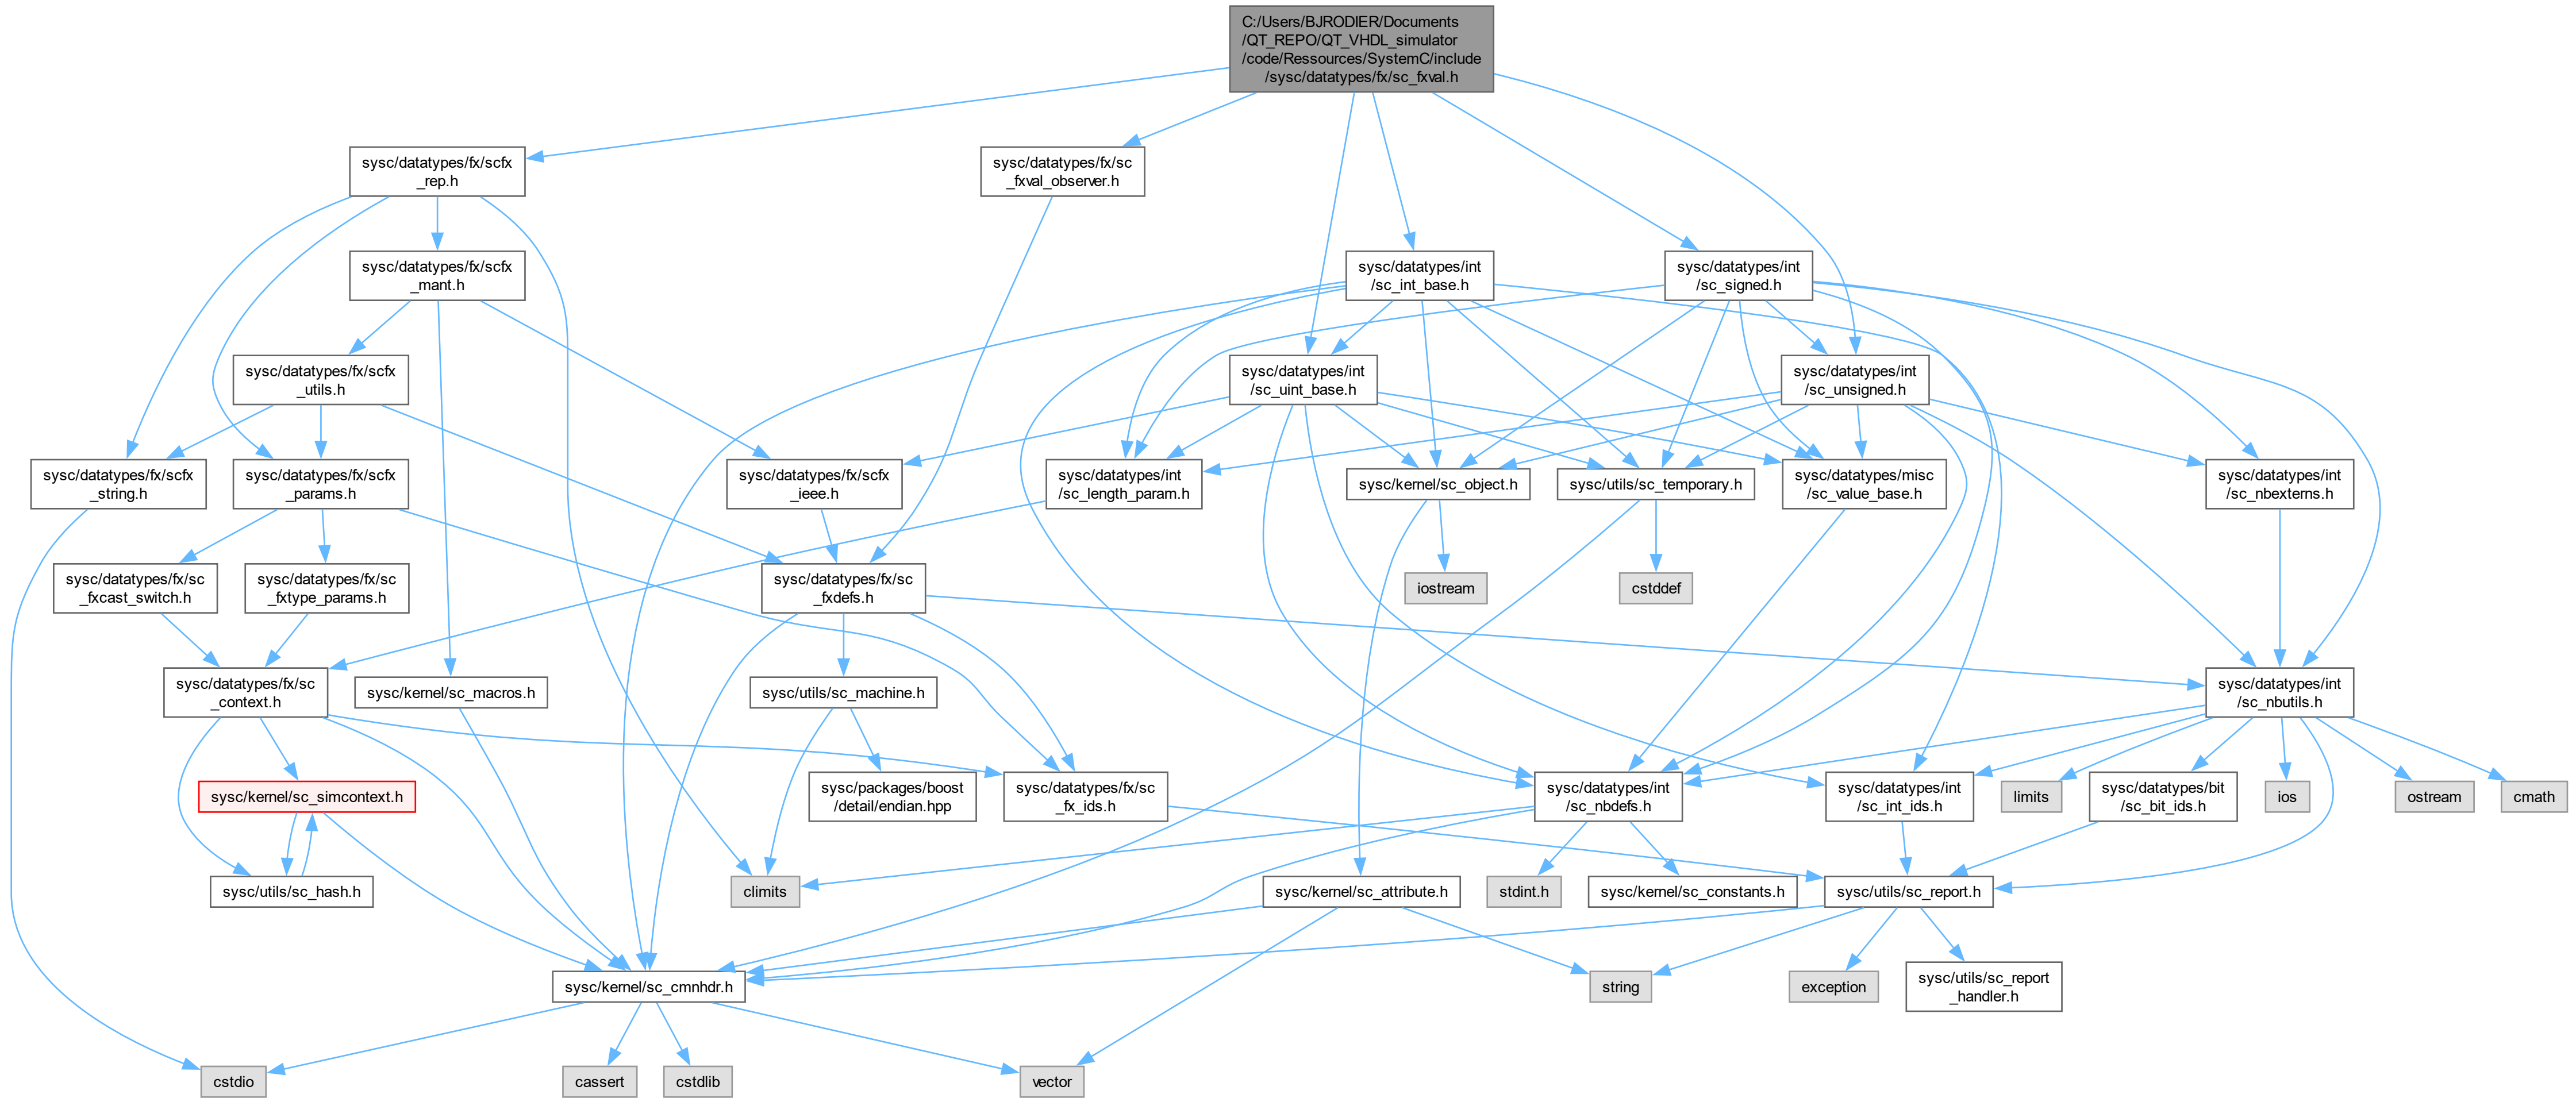 C:/Users/BJRODIER/Documents
/QT_REPO/QT_VHDL_simulator
/code/Ressources/SystemC/include
/sysc/datatypes/fx/sc_fxval.h
sysc/datatypes/fx/scfx
_rep.h
sysc/datatypes/fx/sc
_fxval_observer.h
sysc/datatypes/fx/scfx
_mant.h
sysc/datatypes/int
/sc_int_base.h
sysc/datatypes/int
/sc_signed.h
sysc/datatypes/fx/scfx
_utils.h
sysc/datatypes/int
/sc_uint_base.h
sysc/datatypes/int
/sc_unsigned.h
sysc/datatypes/fx/scfx
_string.h
sysc/datatypes/fx/scfx
_params.h
sysc/datatypes/fx/scfx
_ieee.h
sysc/datatypes/int
/sc_length_param.h
sysc/kernel/sc_object.h
sysc/utils/sc_temporary.h
sysc/datatypes/misc
/sc_value_base.h
sysc/datatypes/int
/sc_nbexterns.h
sysc/datatypes/fx/sc
_fxcast_switch.h
sysc/datatypes/fx/sc
_fxtype_params.h
sysc/datatypes/fx/sc
_fxdefs.h
iostream
cstddef
sysc/datatypes/fx/sc
_context.h
sysc/kernel/sc_macros.h
sysc/utils/sc_machine.h
sysc/datatypes/int
/sc_nbutils.h
sysc/kernel/sc_simcontext.h
sysc/packages/boost
/detail/endian.hpp
sysc/datatypes/fx/sc
_fx_ids.h
sysc/datatypes/int
/sc_nbdefs.h
sysc/datatypes/int
/sc_int_ids.h
limits
sysc/datatypes/bit
/sc_bit_ids.h
ios
ostream
cmath
sysc/utils/sc_hash.h
climits
sysc/kernel/sc_attribute.h
stdint.h
sysc/kernel/sc_constants.h
sysc/utils/sc_report.h
sysc/kernel/sc_cmnhdr.h
string
exception
sysc/utils/sc_report
_handler.h
cstdio
cassert
cstdlib
vector